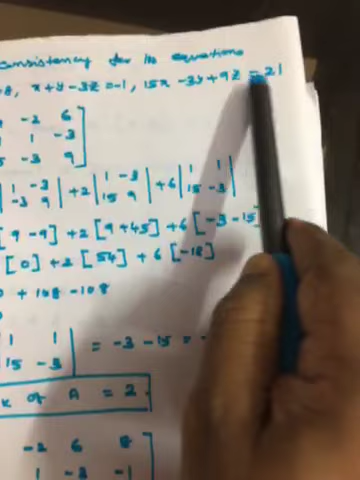 consistency for its equations
8, x+y-3z=-1, 15x -3y+9z =21
-2 6
1 1 -3
5 -3 9
| 1 -3 -3 9 | +2 | 1 -3 15 9 | +6 | 1 1 15 -3 |
[9 -9] +2 [9+45] +6 [-3 -15]
[0] +2 [54] + 6 [-18]
+ 108 -108
1 1
15 -3 | = -3 -15 = -
of A = 2.
-2 6 8
1 -3 -1